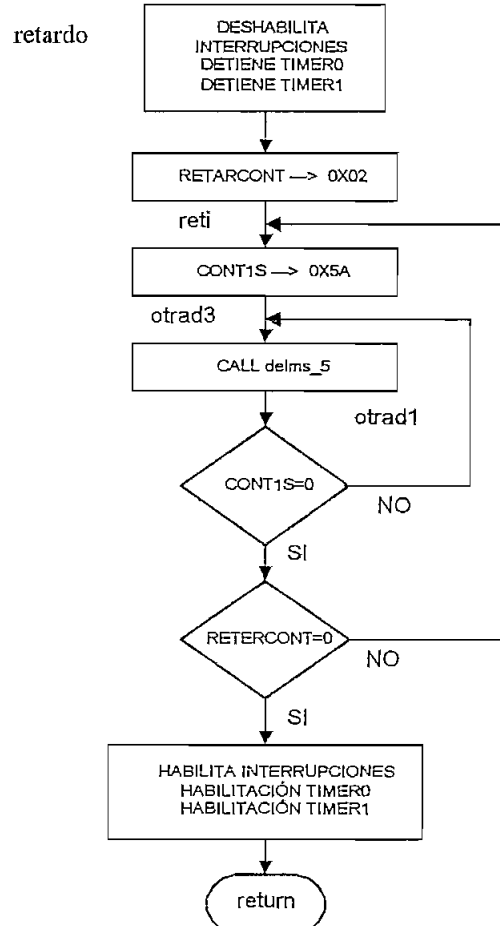 retardo
DESHABILITA
INTERRUPCIONES
DETIENE TIMER0
DETIENE TIMER1
RETARCONT —> 0X02
reti
CONT1S —> 0X5A
otrad3
CALL delms_5
otrad1
CONT1S=0
NO
SI
RETERCONT=0
NO
SI
HABILITA INTERRUPCIONES
HABILITACIÓN TIMER0
HABILITACIÓN TIMER1
return